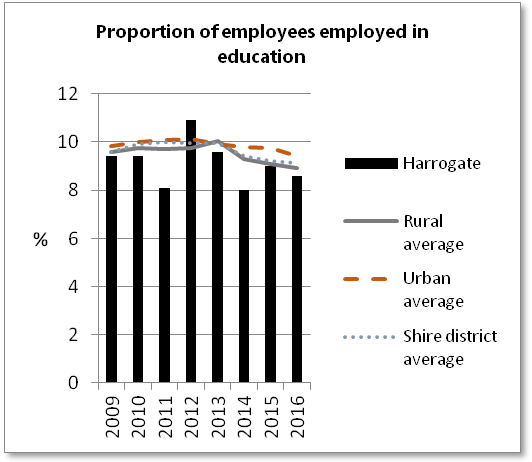 Proportion of employees employed in
education
12
10
8
6
4
2
0
%
2009
2010
2011
2012
2013
2014
2015
2016
Harrogate
Rural
average
Urban
average
Shire district
average